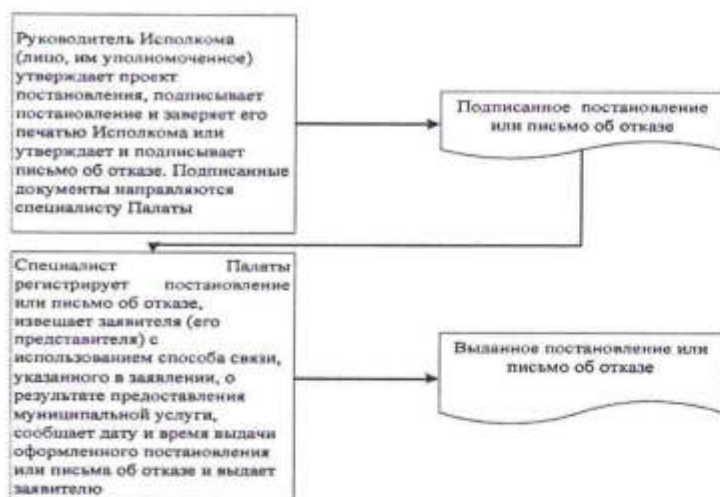 Руководитель Исполкома
(лицо, им уполномоченное)
утверждает проект
постановления, подписывает
постановление и заверяет его
печатью Исполкома или
утверждает и подписывает
письмо об отказе. Подписанные
документы направляются
специалисту Палаты
Подписанное постановление
или письмо об отказе
Специалист Палаты
регистрирует постановление
или письмо об отказе,
извещает заявителя (его
представителя) с
использованием способа связи,
указанного в заявлении, о
результате предоставления
муниципальной услуги,
сообщает дату и время выдачи
оформленного постановления
или письма об отказе и выдает
заявителю
Выданное постановление или
письмо об отказе